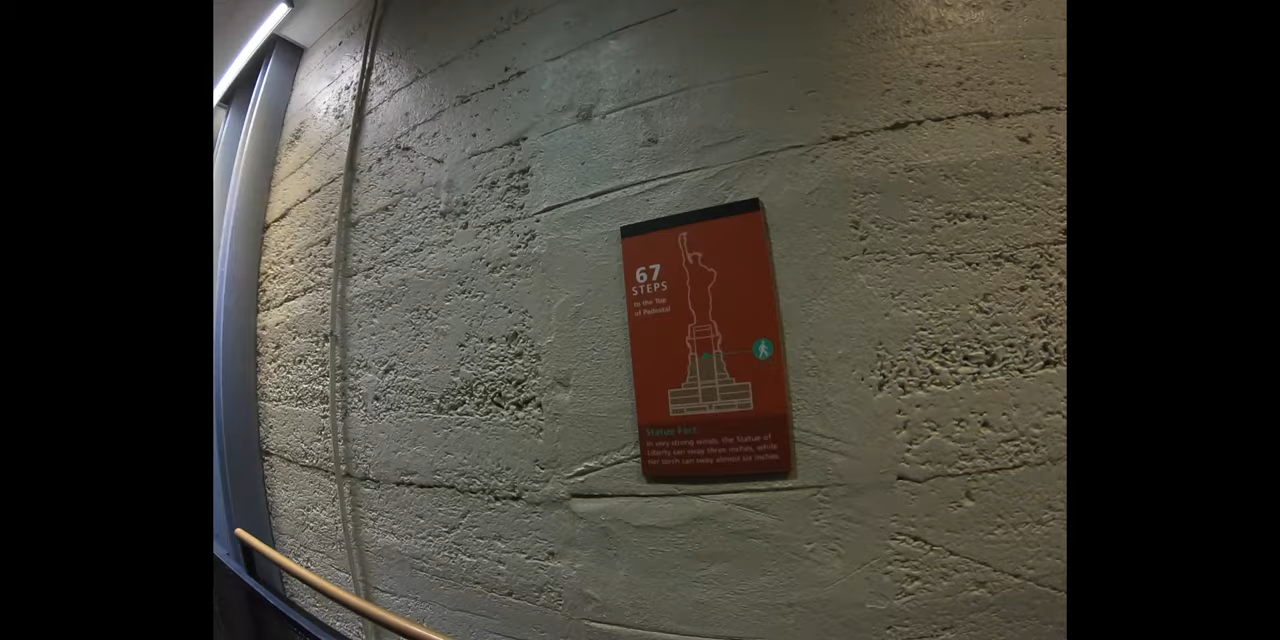 67
STEPS
to the Top
of Pedestal
Statue Fact:
In very strong winds, the Statue of
Liberty can sway three inches, while
her torch can sway almost six inches.